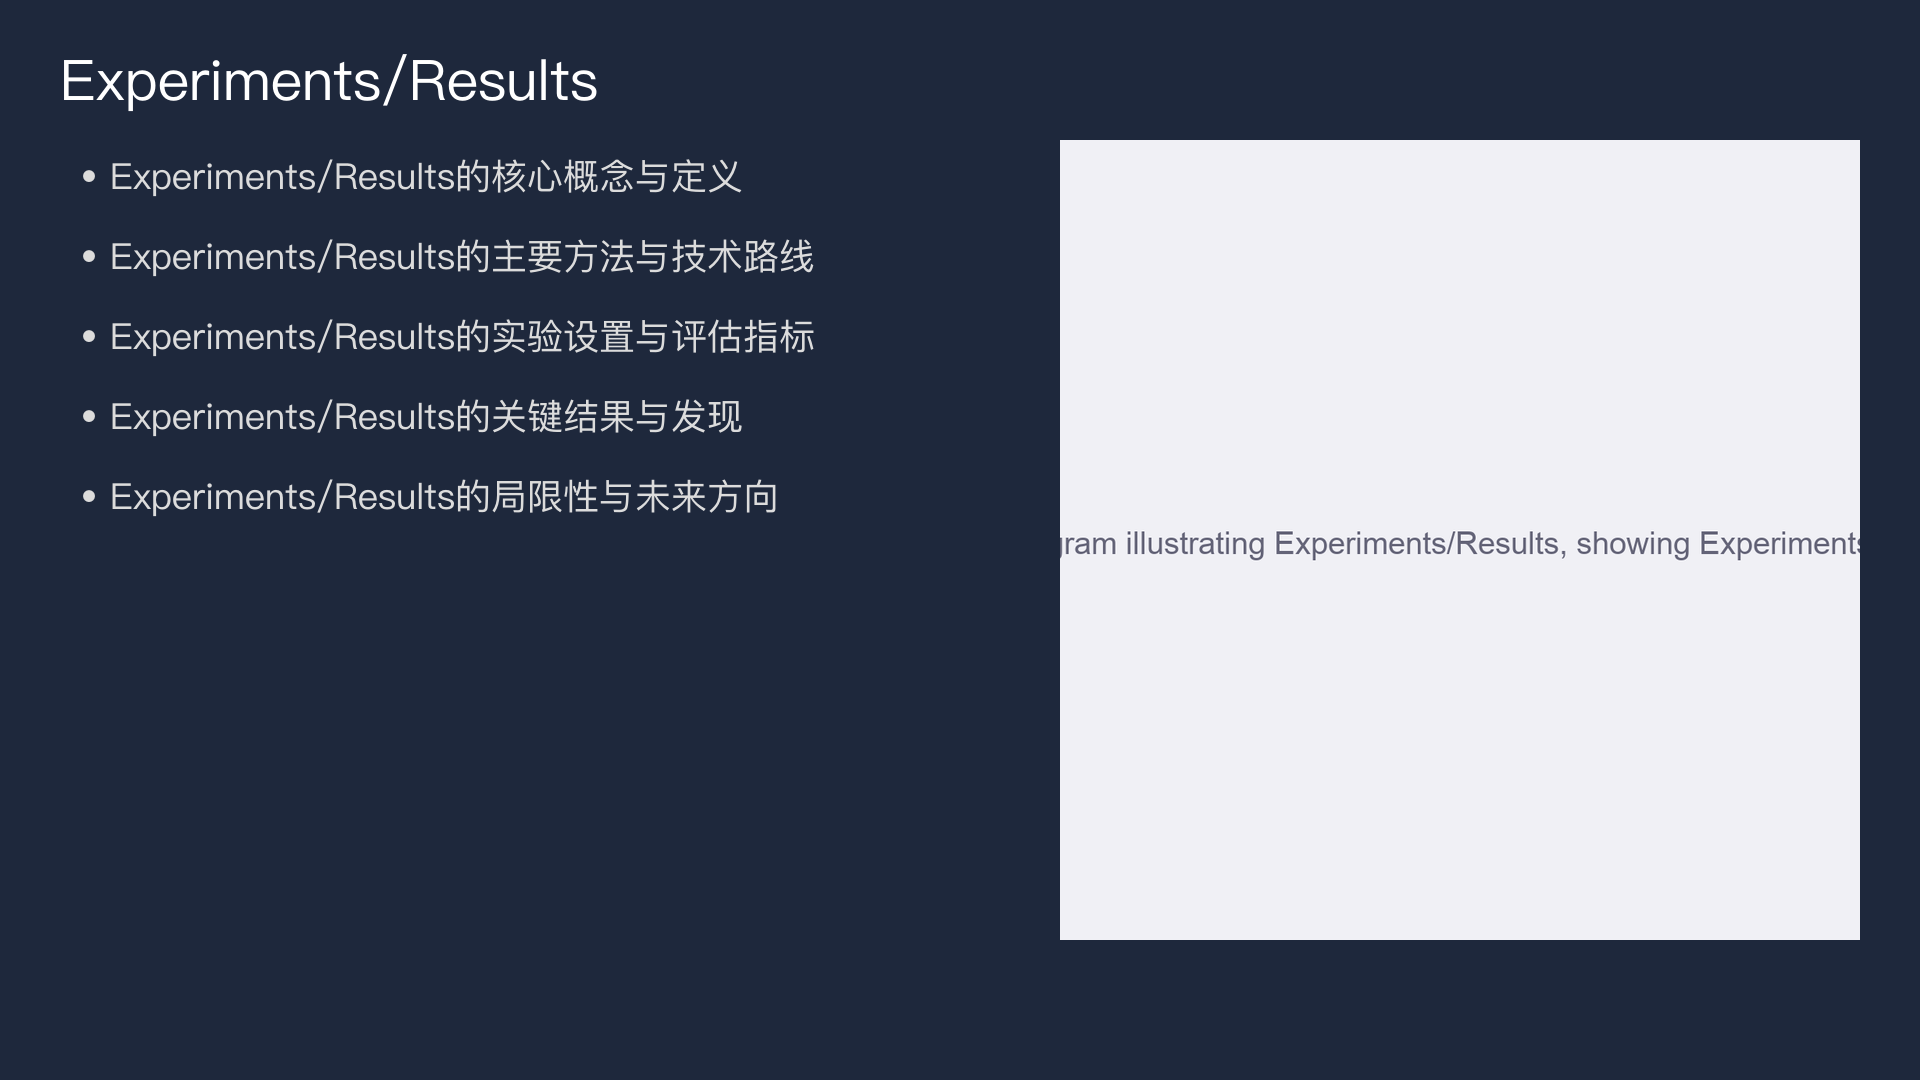 Experiments/Results
• Experiments/Results的核心概念与定义
• Experiments/Results的主要方法与技术路线
• Experiments/Results的实验设置与评估指标
• Experiments/Results的关键结果与发现
• Experiments/Results的局限性与未来方向
illustrating Experiments/Results, showing